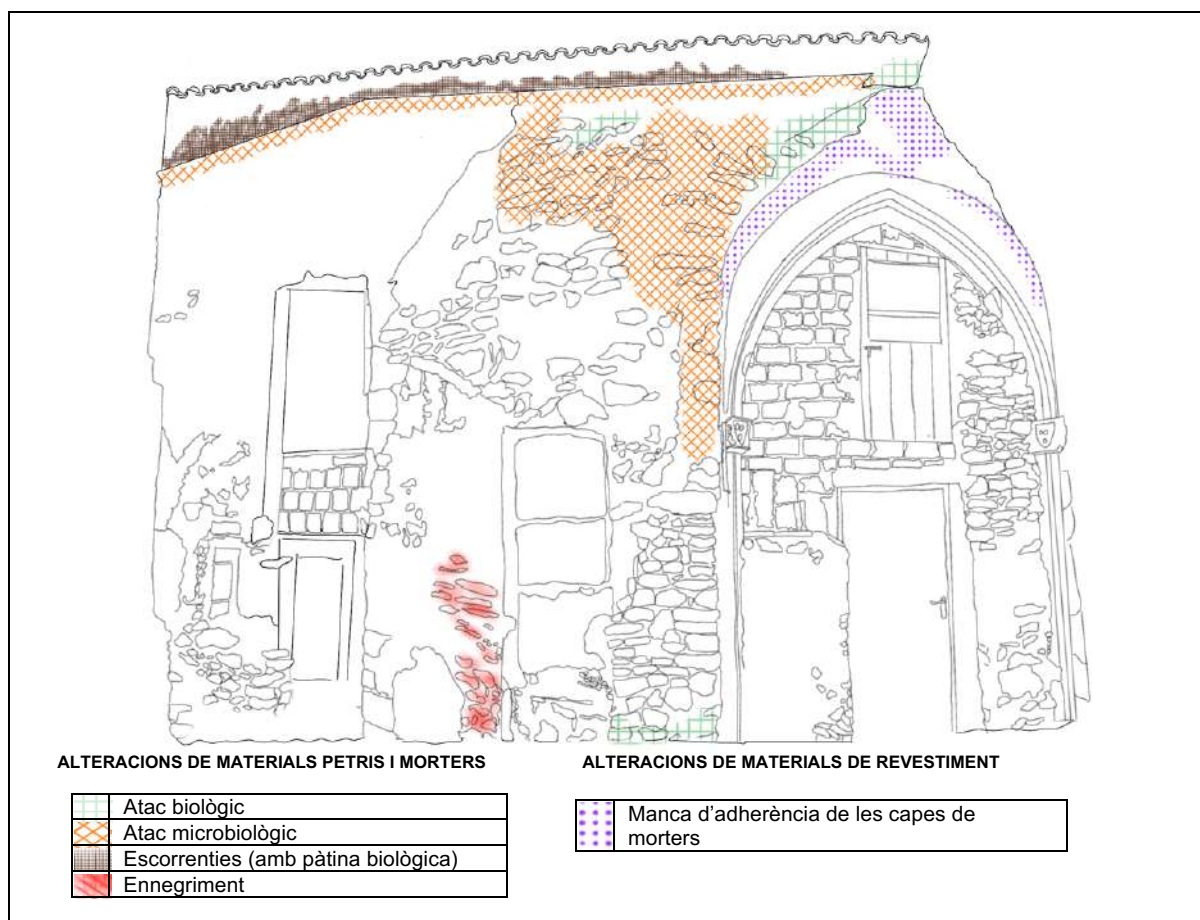 ALTERACIONS DE MATERIALS PETRIS I MORTERS
Atac biològic
Atac microbiològic
Escorrenties (amb pàtina biològica)
Ennegriment
ALTERACIONS DE MATERIALS DE REVESTIMENT
Manca d’adherència de les capes de
morters